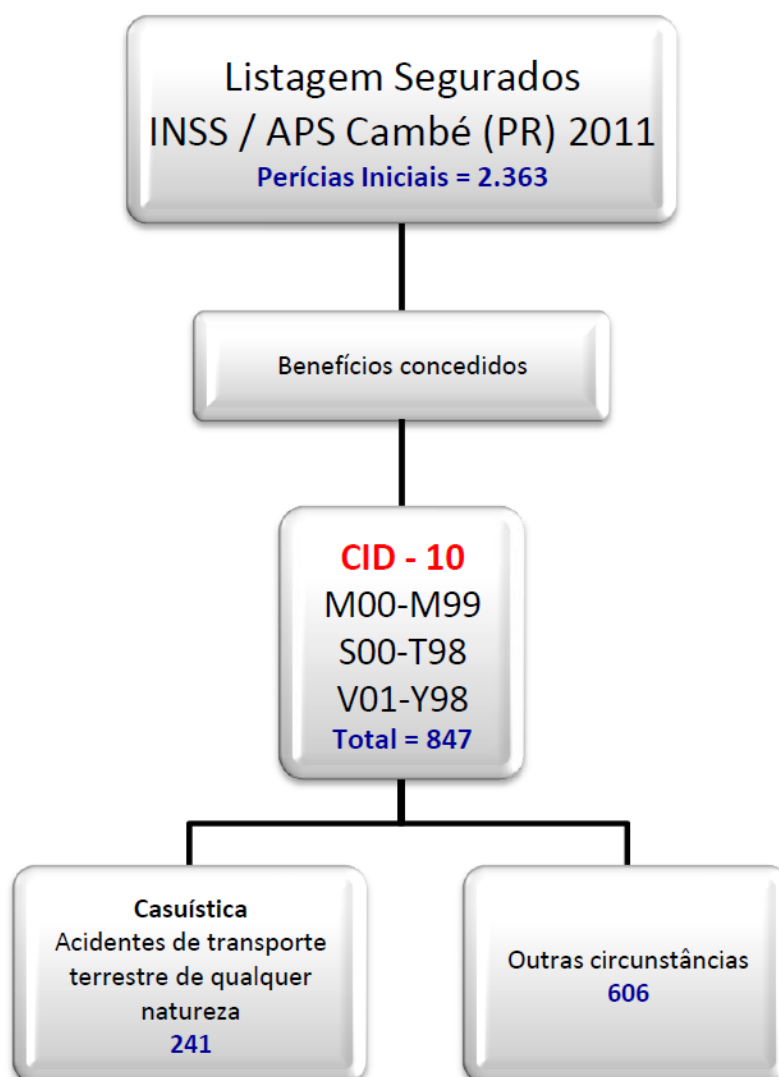 Listagem Segurados
INSS / APS Cambé (PR) 2011
Perícias Iniciais = 2.363
Benefícios concedidos
CID - 10
M00-M99
S00-T98
V01-Y98
Total = 847
Casuística
Acidentes de transporte
terrestre de qualquer
natureza
241
Outras circunstâncias
606